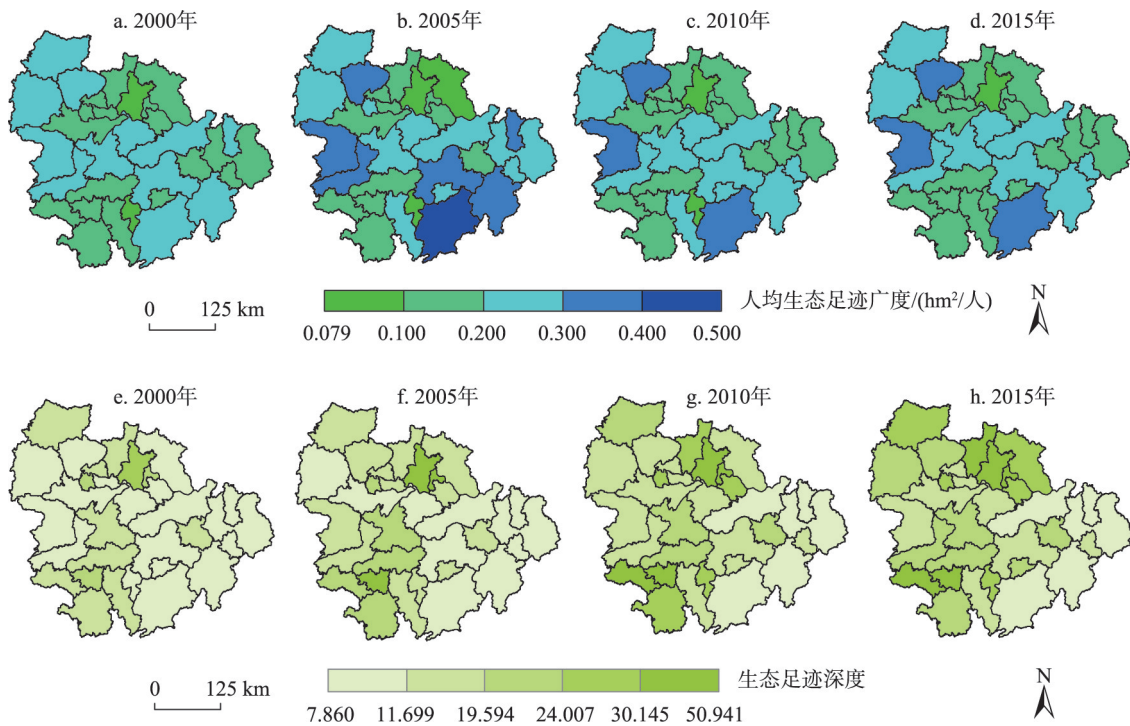 a. 2000年
b. 2005年
c. 2010年
d. 2015年
0 125 km
人均生态足迹广度/(hm²/人)
0.079 0.100 0.200 0.300 0.400 0.500
N
e. 2000年
f. 2005年
g. 2010年
h. 2015年
0 125 km
生态足迹深度
7.860 11.699 19.594 24.007 30.145 50.941
N